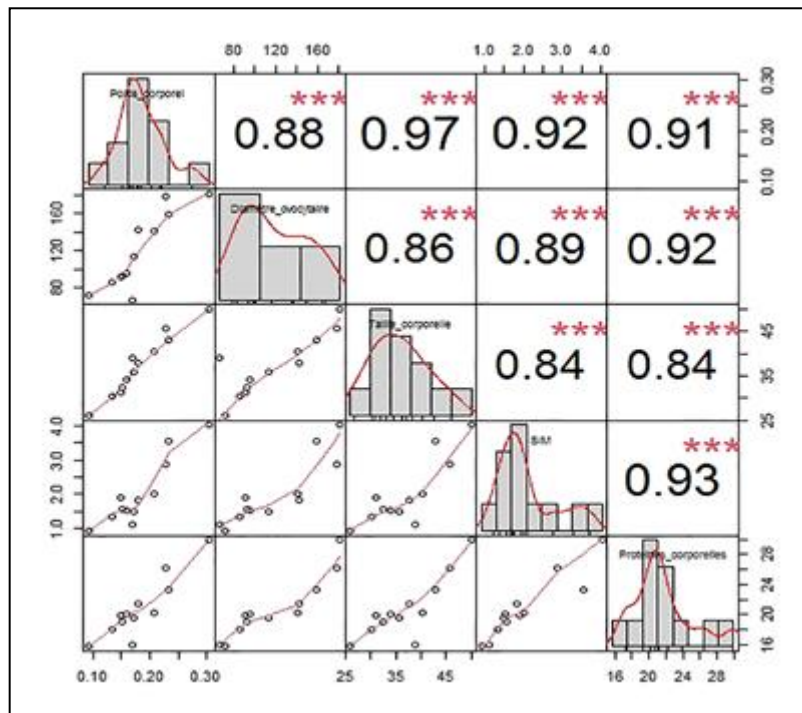 80 120 160 1.0 2.0 3.0 4.0
Poids_corporel
*** *** *** ***
0.88 0.97 0.92 0.91
0.10 0.20 0.30
80 120 160
Diametre_ovocytaire
*** *** ***
0.86 0.89 0.92
Taille_corporelle
*** ***
0.84 0.84
25 35 45
1.0 2.0 3.0 4.0
***
0.93
Proteines_corporelles
16 20 24 28
0.10 0.20 0.30 25 35 45 16 20 24 28